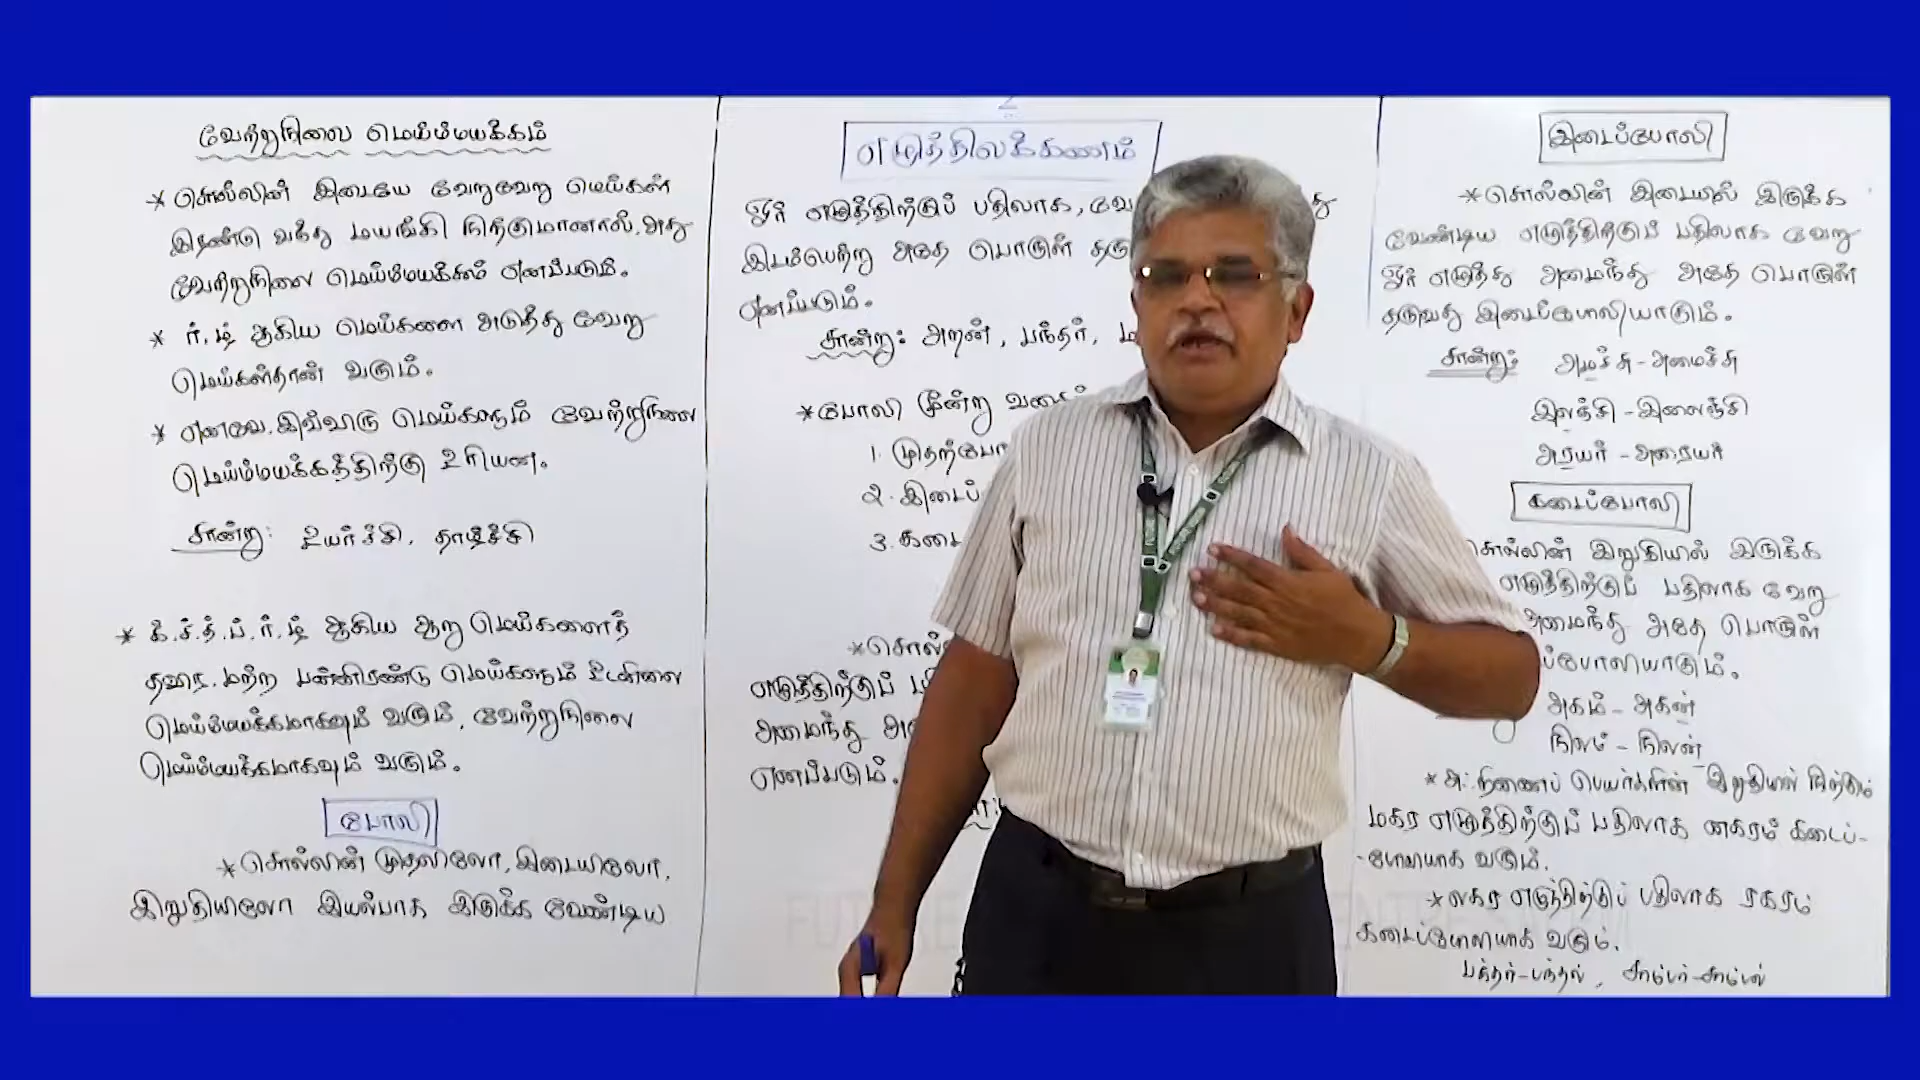 வேற்றுநிலை மெய்ம்மயக்கம்
* சொல்லின் இடையே வேறுவேறு மெய்கள்
இரண்டு வந்து மயங்கி நிற்குமானால், அது
வேற்றுநிலை மெய்ம்மயக்கம் எனப்படும்.
* ர், ழ் ஆகிய மெய்களை அடுத்து வேறு
மெய்கள்தான் வரும்.
* எனவே, இவ்விரு மெய்களும் வேற்றுநிலை
மெய்ம்மயக்கத்திற்கு உரியன.
சான்று: உயர்ச்சி, தாழ்ச்சி
* க்.ச்.த்.ப்.ர்.ழ் ஆகிய ஆறு மெய்களைத்
தவிர, மற்ற பன்னிரண்டு மெய்களும் உடனிலை
மெய்ம்மயக்கமாகவும் வரும், வேற்றுநிலை
மெய்ம்மயக்கமாகவும் வரும்.
போலி
* சொல்லின் முதலிலோ, இடையிலோ,
இறுதியிலோ இயல்பாக இருக்க வேண்டிய
2
எழுத்திலக்கணம்
ஓர் எழுத்திற்குப் பதிலாக, வே
இடம்பெற்று அதே பொருள் தரு
எனப்படும்.
சான்று: அறன், பந்தர், ம
* போலி மூன்று வகை
1. முதற்போ
2. இடைப்
3. கடை
* சொல்
எழுத்திற்குப் ப
அமைந்து அ
எனப்படும்.
இடைப்போலி
* சொல்லின் இடையில் இருக்க
வேண்டிய எழுத்திற்குப் பதிலாக வேறு
ஓர் எழுத்து அமைந்து அதே பொருள்
தருவது இடைப்போலியாகும்.
சான்று: அமச்சு - அமைச்சு
இலஞ்சி - இலைஞ்சி
அரயர் - அரையர்
கடைப்போலி
சொல்லின் இறுதியில் இருக்க
எழுத்திற்குப் பதிலாக வேறு
அமைந்து அதே பொருள்
ப்போலியாகும்.
அகம் - அகன்
நிலம் - நிலன்
* அஃறிணைப் பெயர்களின் இறுதியில் நிற்கும்
மகர எழுத்திற்குப் பதிலாக னகரம் கடைப்-
-போலியாக வரும்.
* லகர எழுத்திற்குப் பதிலாக ரகரம்
கடைப்போலியாக வரும்.
பந்தர்-பந்தல், சாம்பர்-சாம்பல்